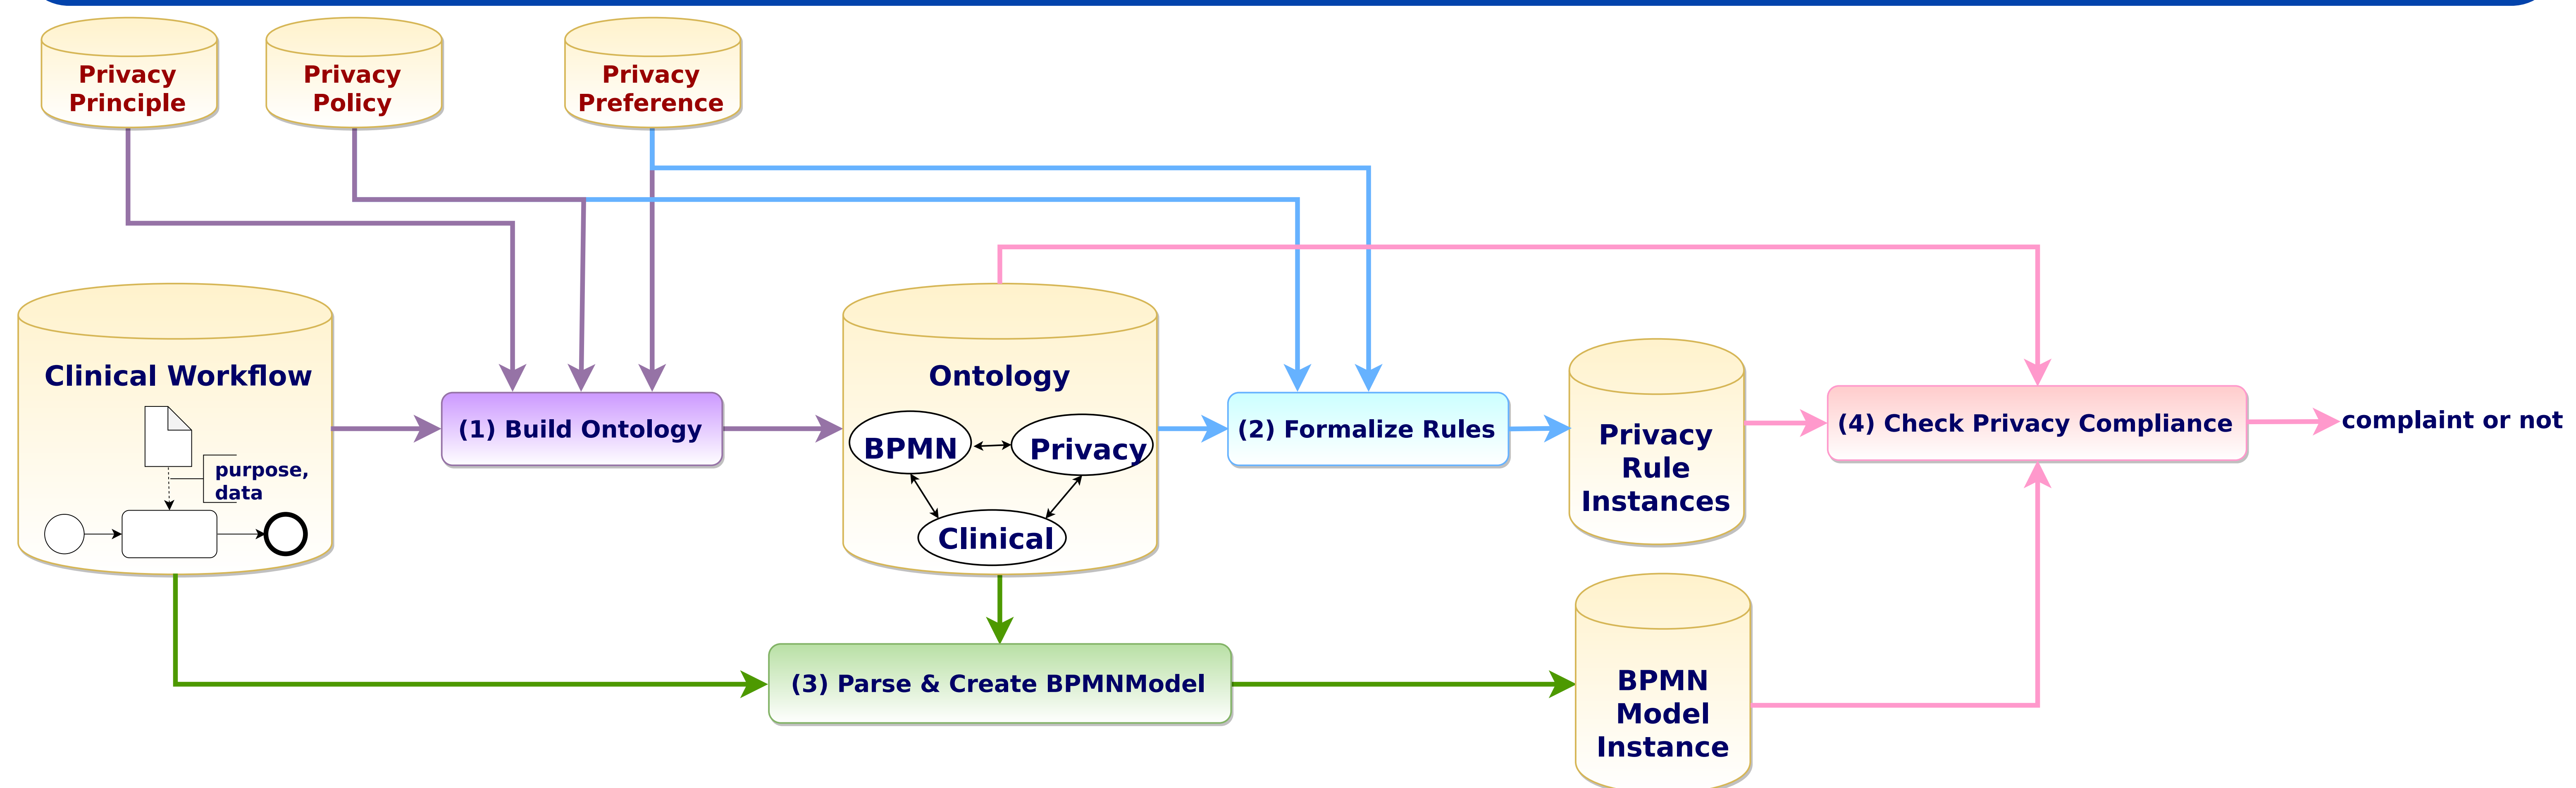 Privacy
Principle
Privacy
Policy
Privacy
Preference
Clinical Workflow
purpose,
data
(1) Build Ontology
Ontology
BPMN
Privacy
Clinical
(2) Formalize Rules
Privacy
Rule
Instances
(4) Check Privacy Compliance
complaint or not
(3) Parse & Create BPMNModel
BPMN
Model
Instance